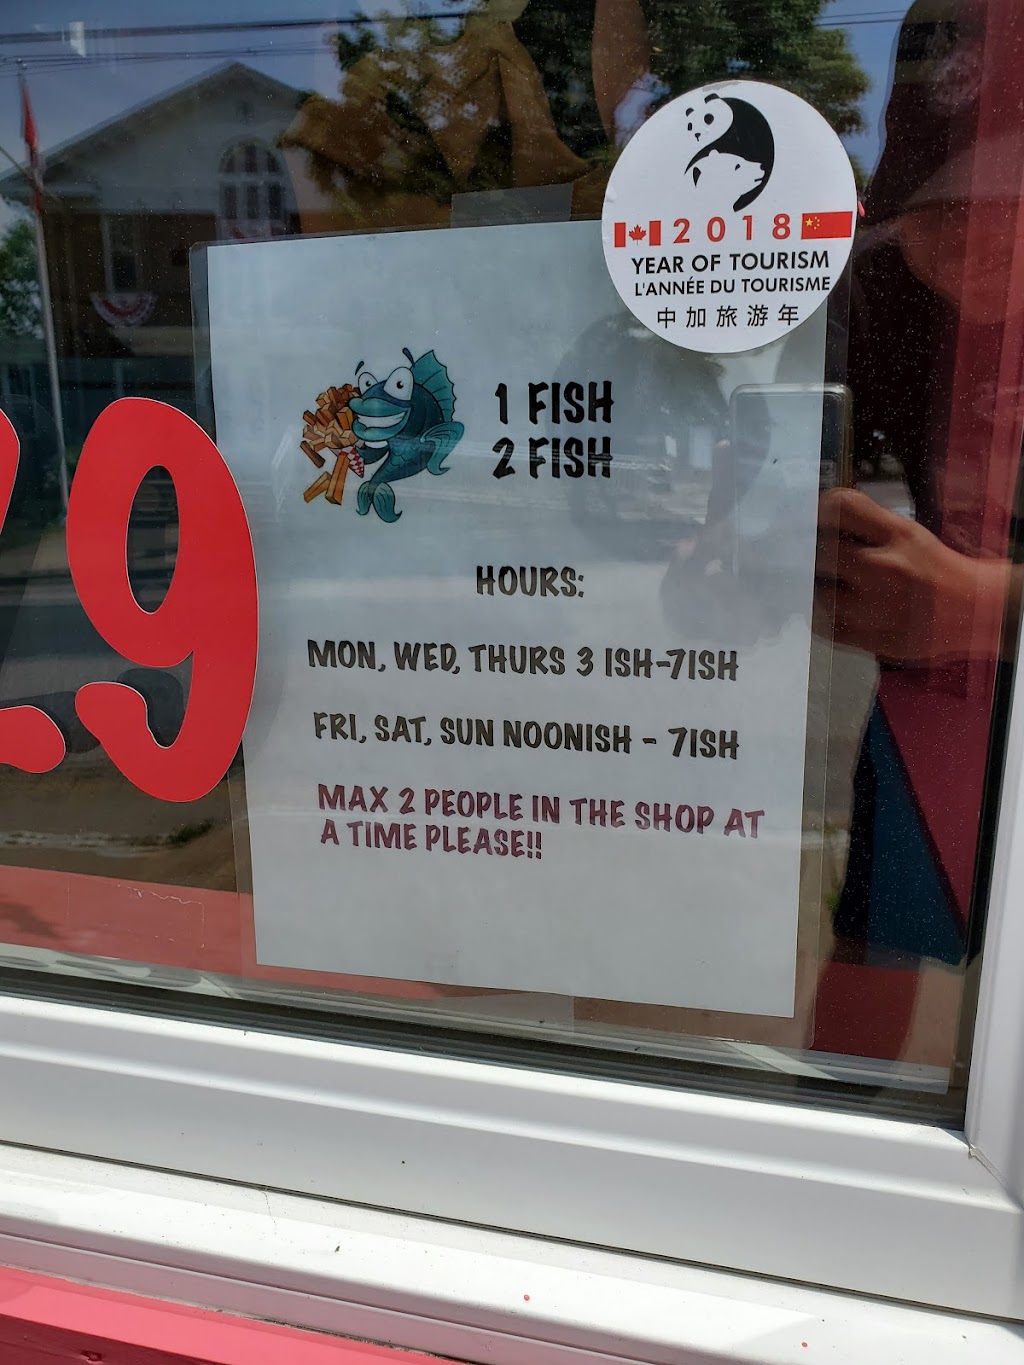 2018
YEAR OF TOURISM
L'ANNÉE DU TOURISME
中加旅游年
1 FISH
2 FISH
HOURS:
MON, WED, THURS 3 ISH-7ISH
FRI, SAT, SUN NOONISH - 7ISH
MAX 2 PEOPLE IN THE SHOP AT
A TIME PLEASE!!
9